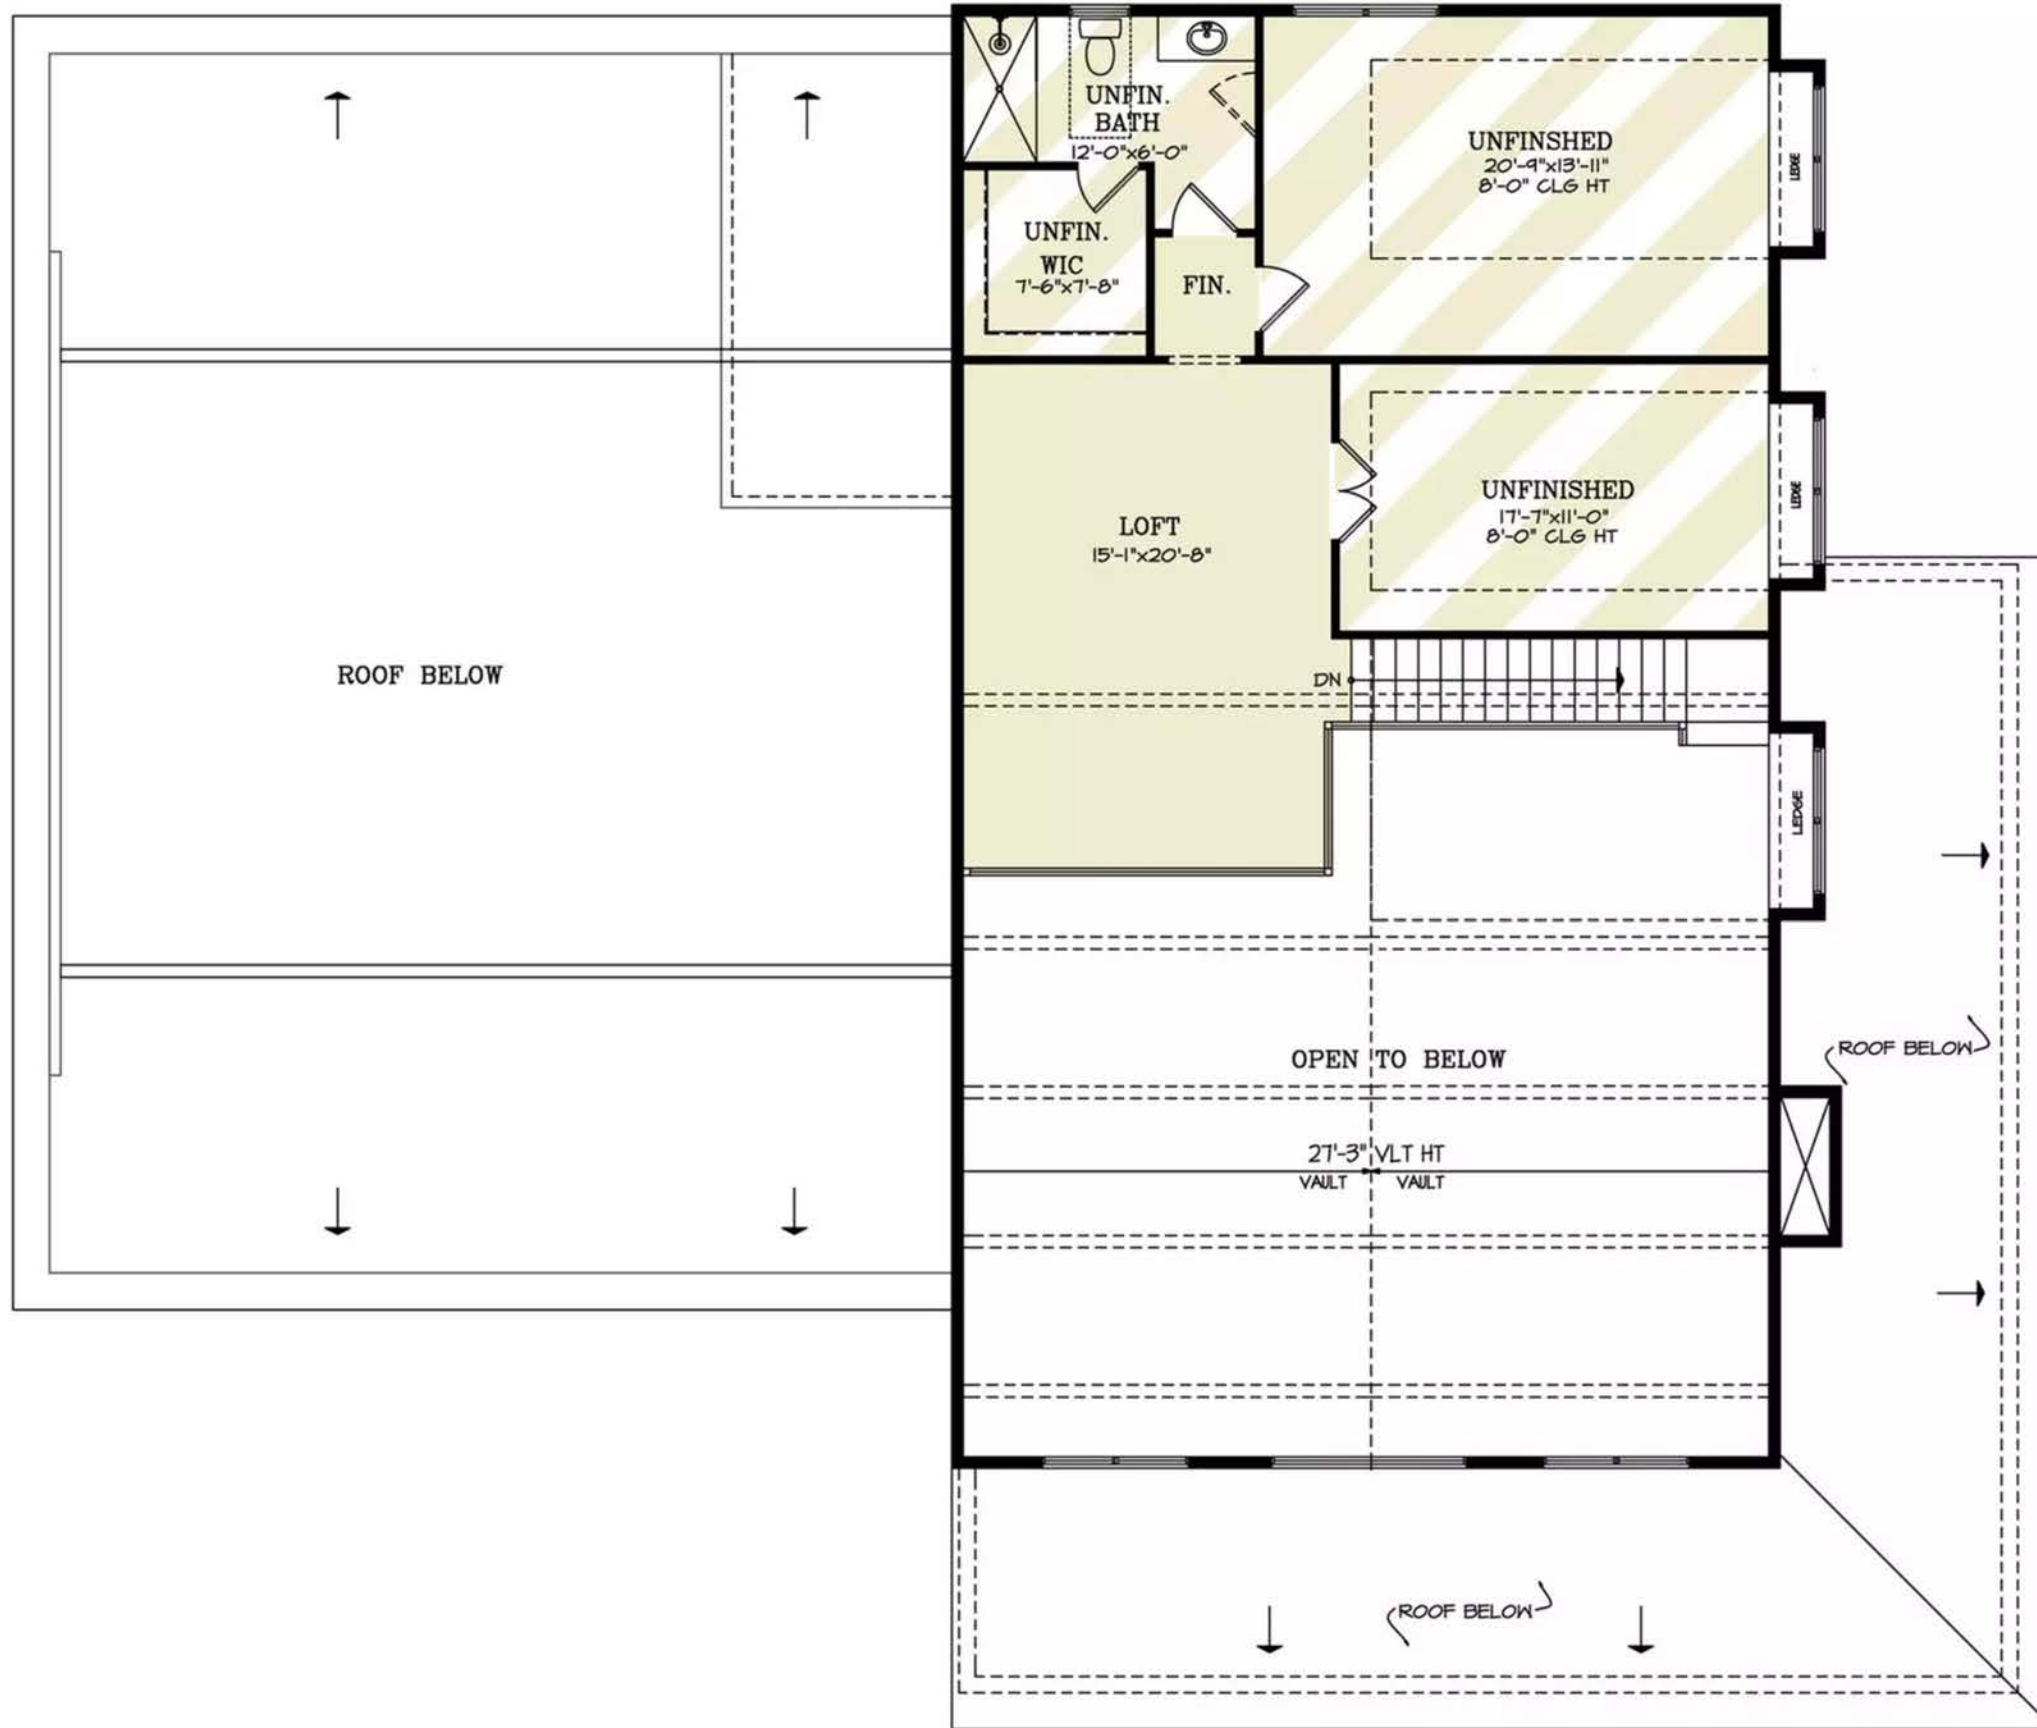 UNFIN.
BATH
12'-0"x6'-0"
UNFINSHED
20'-9"x13'-11"
8'-0" CLG HT
LEDGE
UNFIN.
WIC
7'-6"x7'-8"
FIN.
LOFT
15'-1"x20'-8"
UNFINISHED
17'-7"x11'-0"
8'-0" CLG HT
LEDGE
ROOF BELOW
DN
LEDGE
OPEN TO BELOW
ROOF BELOW
27'-3" VLT HT
VAULT VAULT
ROOF BELOW